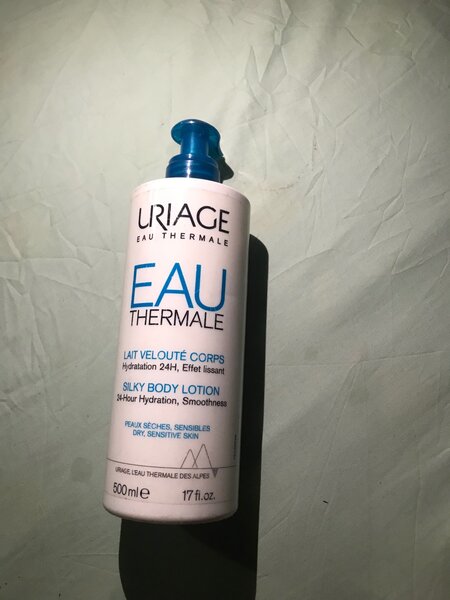 URIAGE
EAU THERMALE
EAU
THERMALE
LAIT VELOUTÉ CORPS
Hydratation 24H, Effet lissant
SILKY BODY LOTION
24-Hour Hydration, Smoothness
PEAUX SÈCHES, SENSIBLES
DRY, SENSITIVE SKIN
URIAGE, L'EAU THERMALE DES ALPES
500 ml e 17 fl.oz.